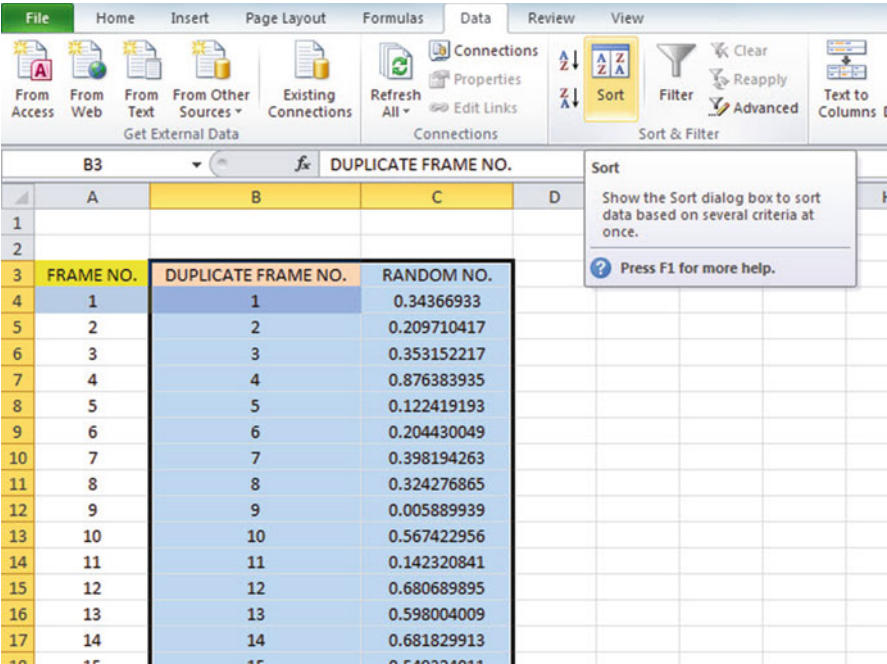 File Home Insert Page Layout Formulas Data Review View
From Access From Web From Text From Other Sources Existing Connections
Get External Data
Refresh All Connections Properties Edit Links
Connections
Sort Filter Clear Reapply Advanced
Sort & Filter
Text to Columns
B3 fx DUPLICATE FRAME NO.
Sort
Show the Sort dialog box to sort
data based on several criteria at
once.
Press F1 for more help.
A B C D
1
2
3 FRAME NO. DUPLICATE FRAME NO. RANDOM NO.
4 1 1 0.34366933
5 2 2 0.209710417
6 3 3 0.353152217
7 4 4 0.876383935
8 5 5 0.122419193
9 6 6 0.204430049
10 7 7 0.398194263
11 8 8 0.324276865
12 9 9 0.005889939
13 10 10 0.567422956
14 11 11 0.142320841
15 12 12 0.680689895
16 13 13 0.598004009
17 14 14 0.681829913